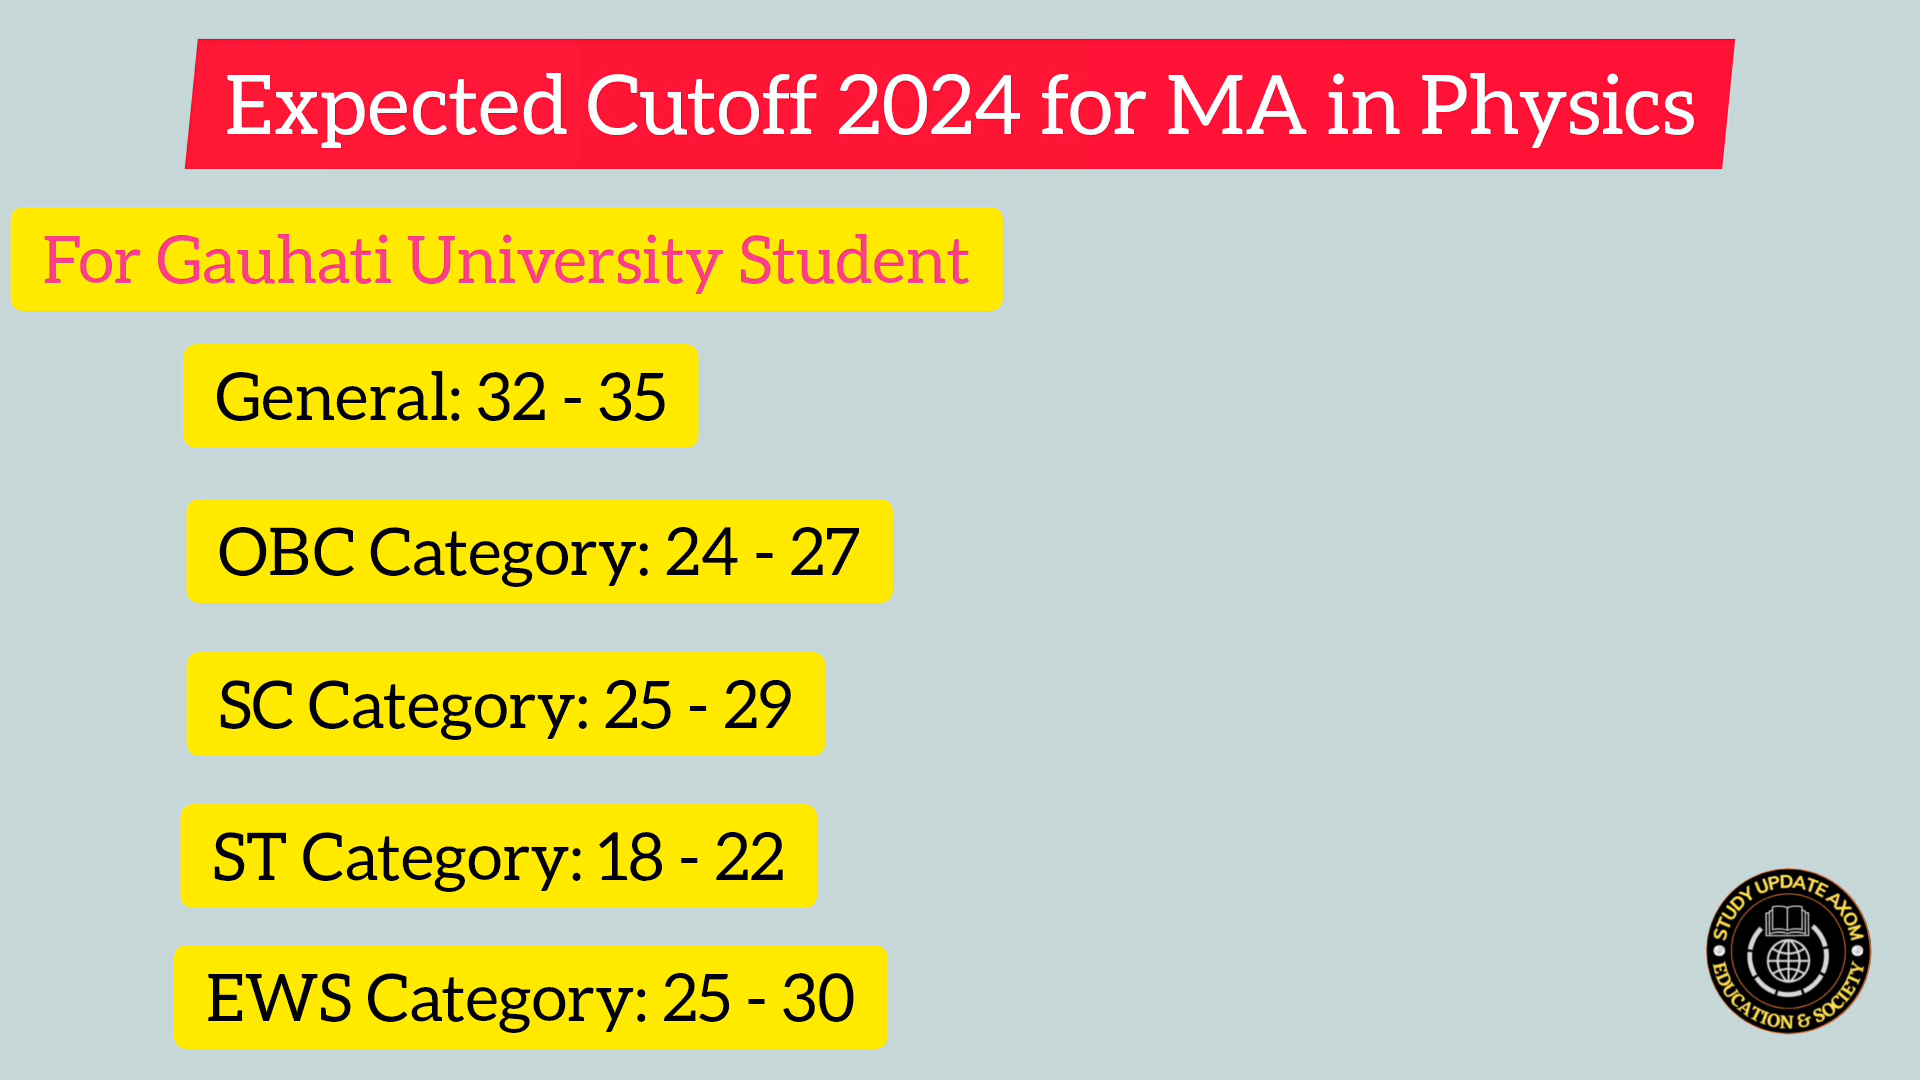 Expected Cutoff 2024 for MA in Physics
For Gauhati University Student
General: 32 - 35
OBC Category: 24 - 27
SC Category: 25 - 29
ST Category: 18 - 22
EWS Category: 25 - 30
STUDY UPDATE AXOM
EDUCATION & SOCIETY